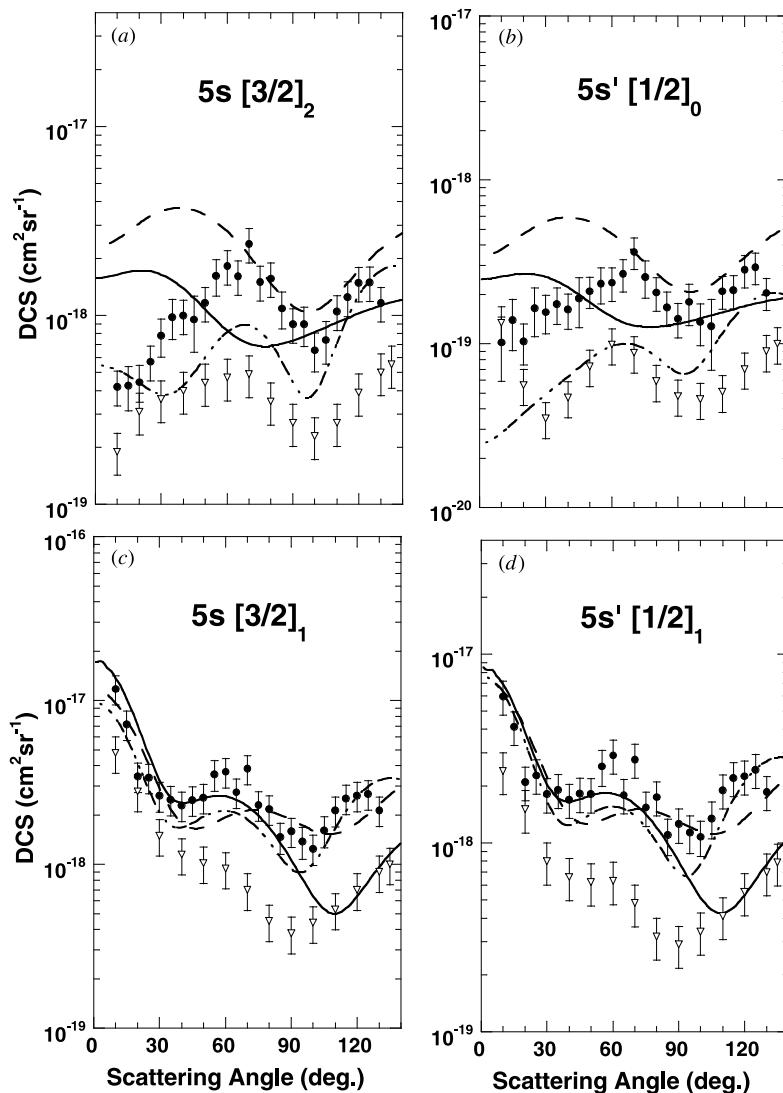 (a)
5s [3/2]2
10-17
10-18
10-19
DCS (cm2sr-1)
(b)
5s' [1/2]0
10-17
10-18
10-19
10-20
(c)
5s [3/2]1
10-16
10-17
10-18
10-19
DCS (cm2sr-1)
0 30 60 90 120
Scattering Angle (deg.)
(d)
5s' [1/2]1
10-17
10-18
10-19
0 30 60 90 120
Scattering Angle (deg.)